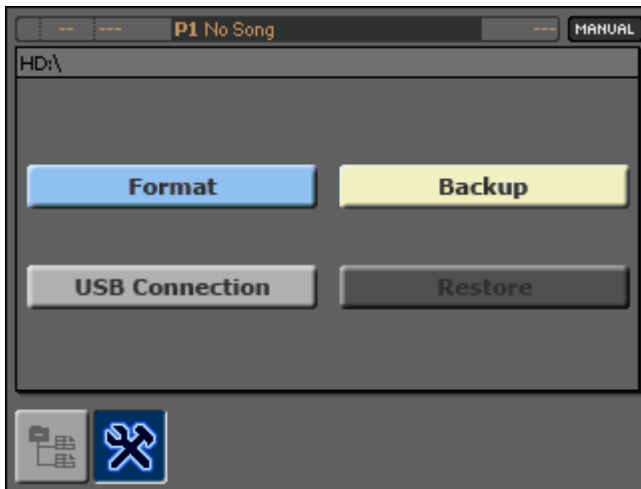 -- --- P1 No Song --- MANUAL
HD:\
Format Backup
USB Connection Restore